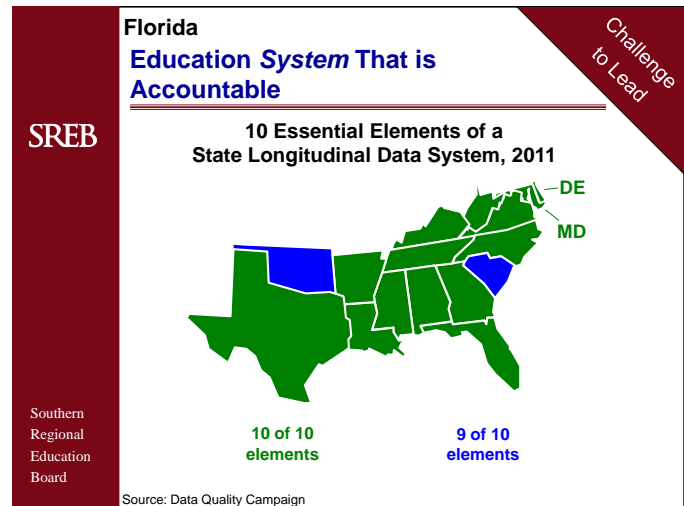 Florida
Education System That is
Accountable
Challenge
to Lead
SREB
10 Essential Elements of a
State Longitudinal Data System, 2011
DE
MD
10 of 10
elements
9 of 10
elements
Southern
Regional
Education
Board
Source: Data Quality Campaign